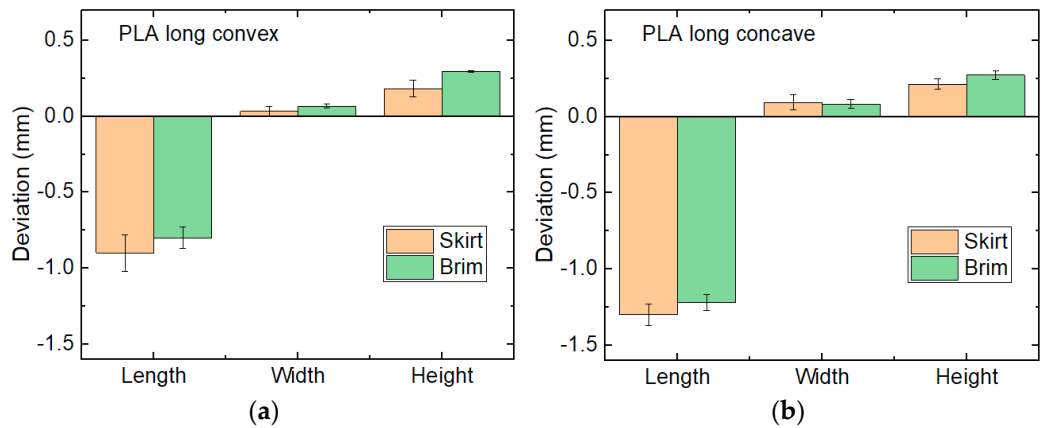 PLA long convex
0.5
0.0
-0.5
-1.0
-1.5
Deviation (mm)
Skirt
Brim
Length Width Height
(a)
PLA long concave
0.5
0.0
-0.5
-1.0
-1.5
Deviation (mm)
Skirt
Brim
Length Width Height
(b)